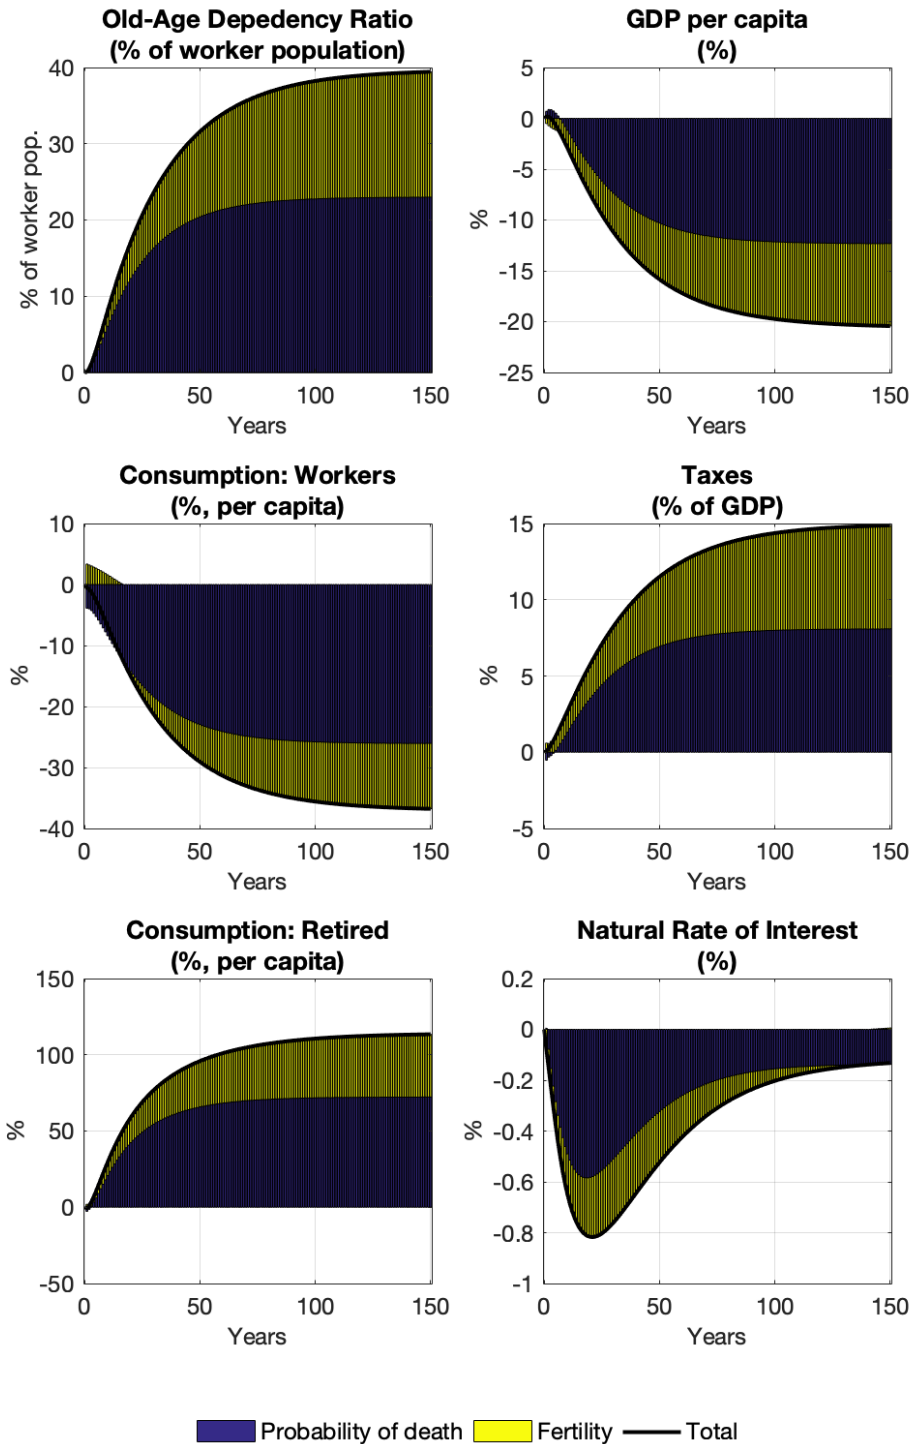 Old-Age Depedency Ratio
(% of worker population)
40
30
20
10
0
% of worker pop.
0 50 100 150
Years
GDP per capita
(%)
5
0
-5
-10
-15
-20
-25
%
0 50 100 150
Years
Consumption: Workers
(%, per capita)
10
0
-10
-20
-30
-40
%
0 50 100 150
Years
Taxes
(% of GDP)
15
10
5
0
-5
%
0 50 100 150
Years
Consumption: Retired
(%, per capita)
150
100
50
0
-50
%
0 50 100 150
Years
Natural Rate of Interest
(%)
0.2
0
-0.2
-0.4
-0.6
-0.8
-1
%
0 50 100 150
Years
Probability of death Fertility Total